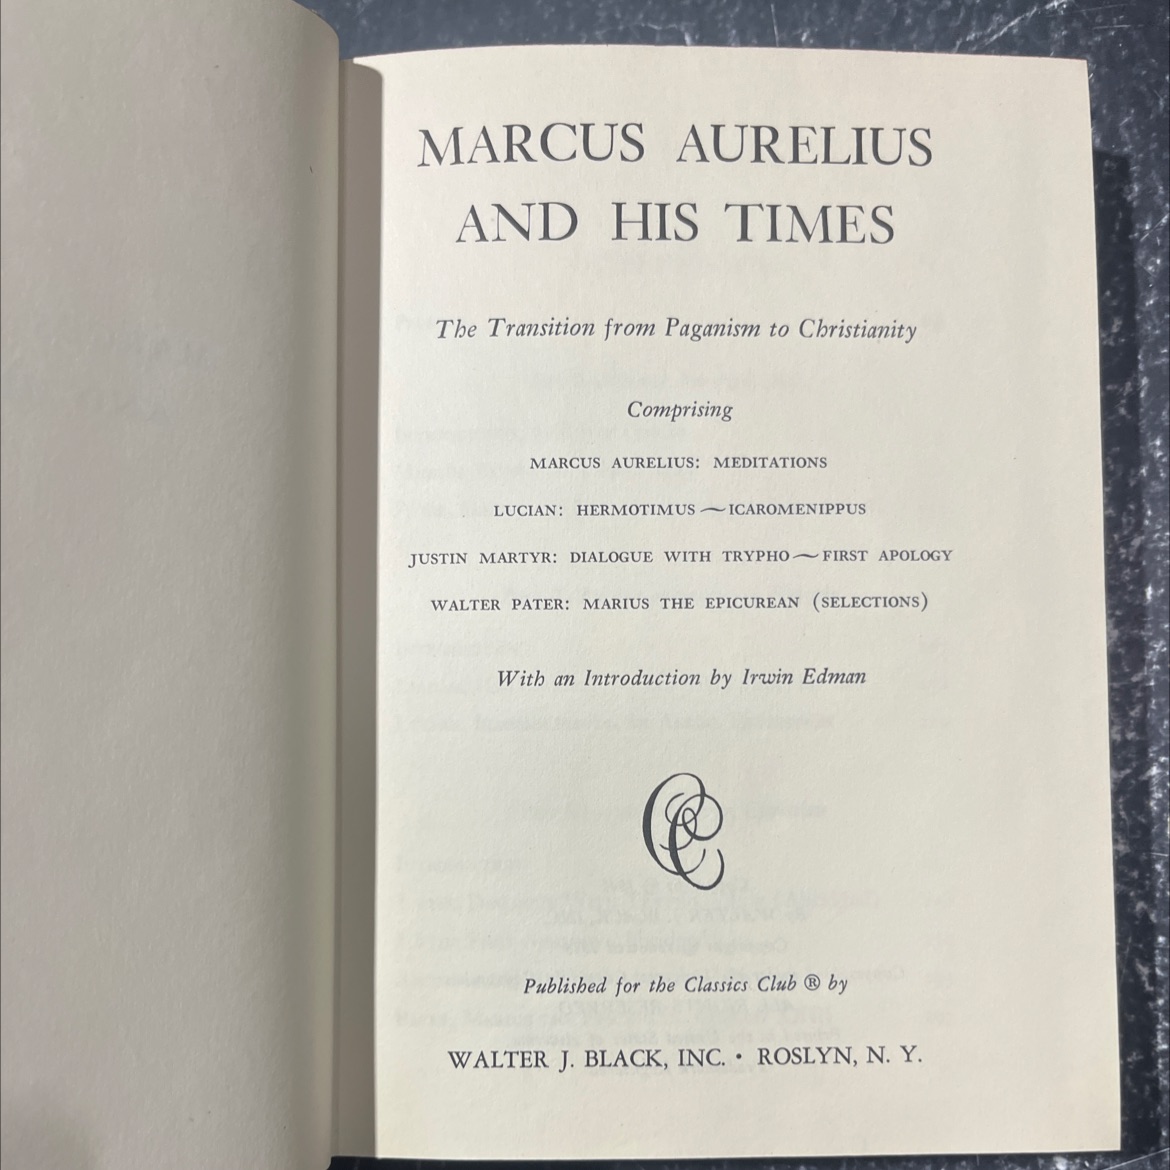 MARCUS AURELIUS
AND HIS TIMES
The Transition from Paganism to Christianity
Comprising
MARCUS AURELIUS: MEDITATIONS
LUCIAN: HERMOTIMUS ~ ICAROMENIPPUS
JUSTIN MARTYR: DIALOGUE WITH TRYPHO ~ FIRST APOLOGY
WALTER PATER: MARIUS THE EPICUREAN (SELECTIONS)
With an Introduction by Irwin Edman
CC
Published for the Classics Club ® by
WALTER J. BLACK, INC. • ROSLYN, N. Y.